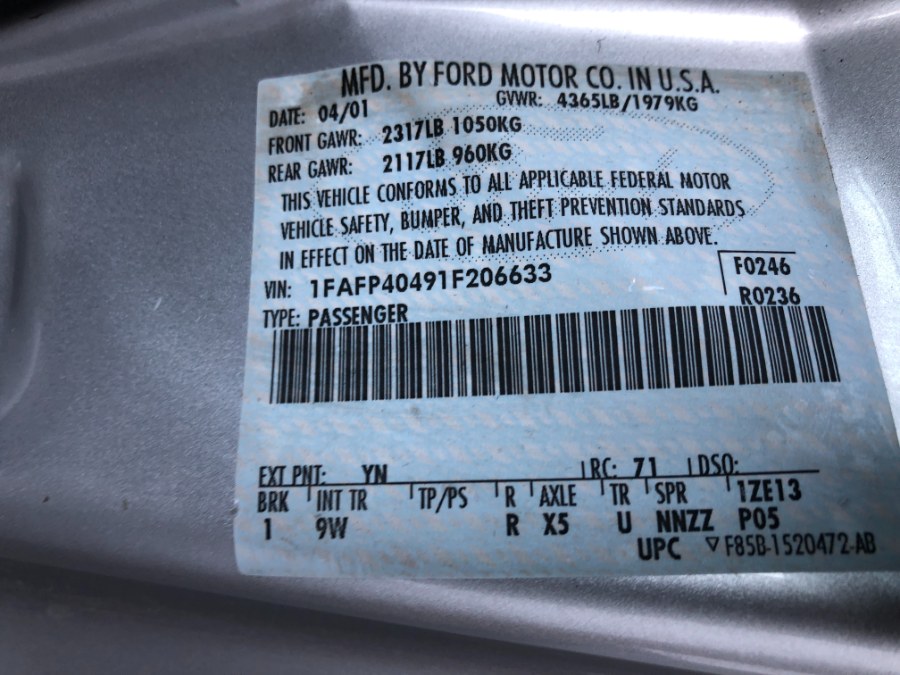 MFD. BY FORD MOTOR CO. IN U.S.A.
DATE: 04/01 GVWR: 4365LB/1979KG
FRONT GAWR: 2317LB 1050KG
REAR GAWR: 2117LB 960KG
THIS VEHICLE CONFORMS TO ALL APPLICABLE FEDERAL MOTOR
VEHICLE SAFETY, BUMPER, AND THEFT PREVENTION STANDARDS
IN EFFECT ON THE DATE OF MANUFACTURE SHOWN ABOVE.
VIN: 1FAFP40491F206633 F0246
TYPE: PASSENGER R0236
EXT PNT: YN RC: 71 DSO:
BRK INT TR TP/PS R AXLE TR SPR 1ZE13
1 9W R X5 U NNZZ P05
UPC ▽F85B-1520472-AB